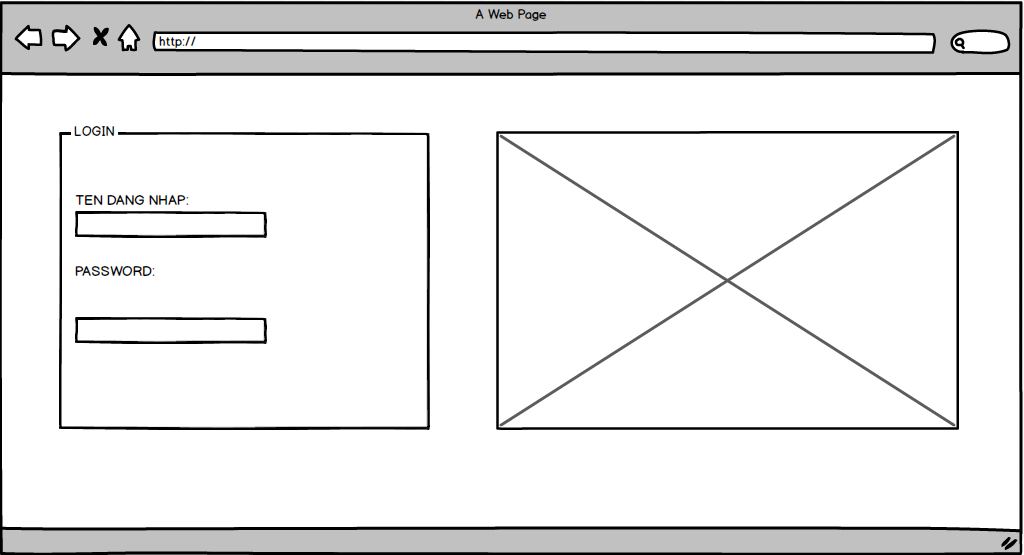 A Web Page
http://
LOGIN
TEN DANG NHAP:
PASSWORD: